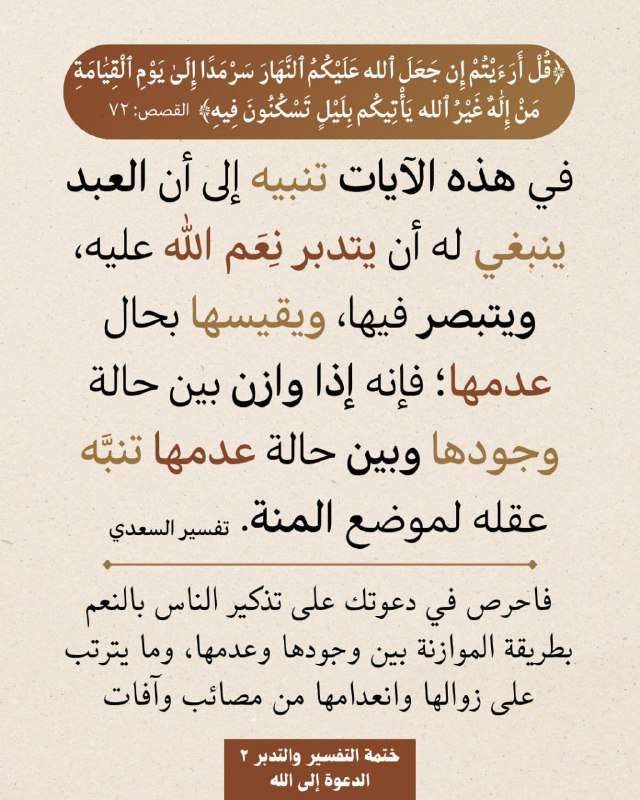 ﴿قُلْ أَرَءَيْتُمْ إِن جَعَلَ ٱلله عَلَيْكُمُ ٱلنَّهَارَ سَرْمَدًا إِلَىٰ يَوْمِ ٱلْقِيَٰمَةِ
مَنْ إِلَٰهٌ غَيْرُ ٱلله يَأْتِيكُم بِلَيْلٍ تَسْكُنُونَ فِيهِ﴾ القصص: ٧٢
في هذه الآيات تنبيه إلى أن العبد
ينبغي له أن يتدبر نِعَم الله عليه،
ويتبصر فيها، ويقيسها بحال
عدمها؛ فإنه إذا وازن بين حالة
وجودها وبين حالة عدمها تنبَّه
عقله لموضع المنة. تفسير السعدي
فاحرص في دعوتك على تذكير الناس بالنعم
بطريقة الموازنة بين وجودها وعدمها، وما يترتب
على زوالها وانعدامها من مصائب وآفات
ختمة التفسير والتدبر ٢
الدعوة إلى الله